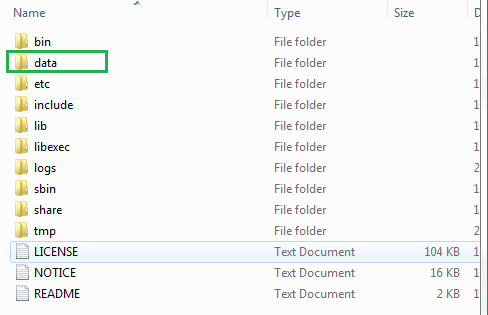 Name Type Size
bin File folder 1
data File folder 1
etc File folder 1
include File folder 1
lib File folder 1
libexec File folder 1
logs File folder 2
sbin File folder 1
share File folder 1
tmp File folder 2
LICENSE Text Document 104 KB 1
NOTICE Text Document 16 KB 1
README Text Document 2 KB 1